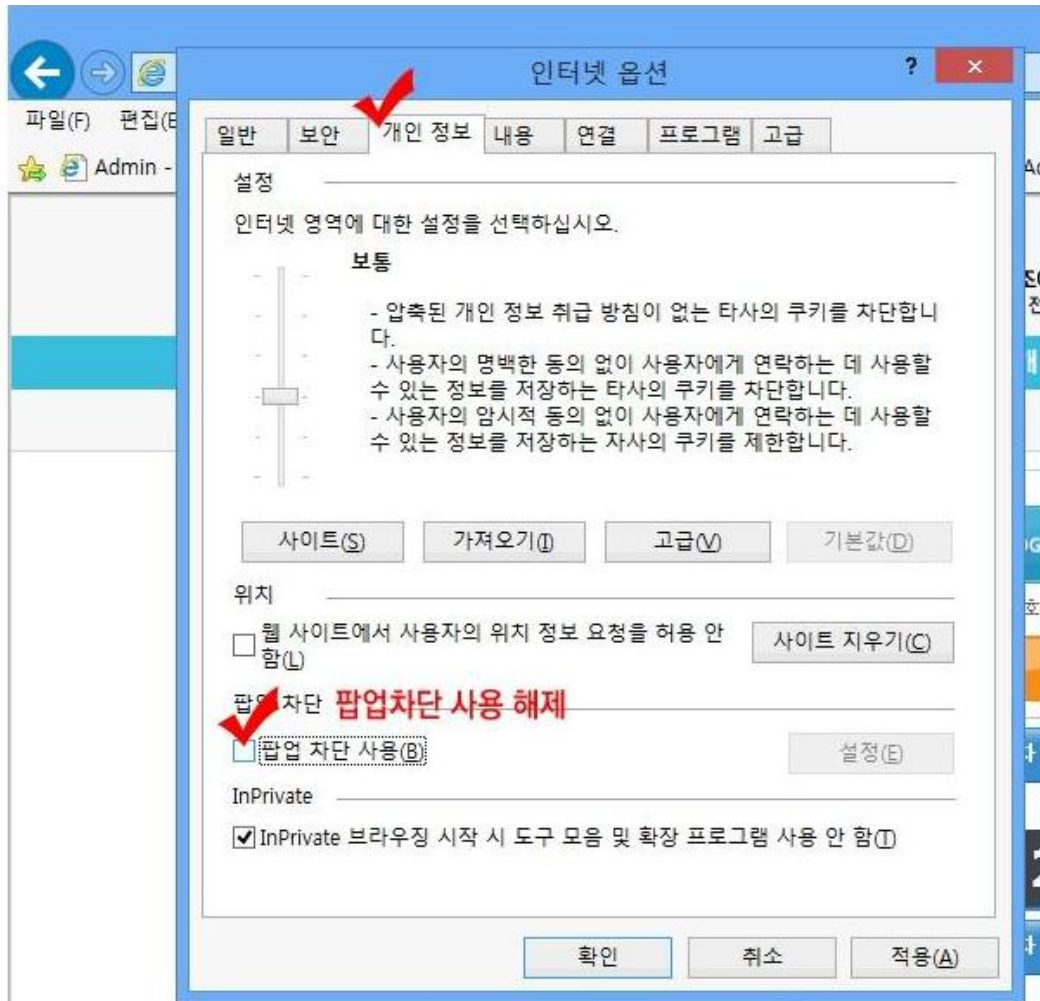 인터넷 옵션
?
×
파일(F) 편집(E
Admin -
일반 보안 개인 정보 내용 연결 프로그램 고급
설정
인터넷 영역에 대한 설정을 선택하십시오.
보통
- 압축된 개인 정보 취급 방침이 없는 타사의 쿠키를 차단합니
다.
- 사용자의 명백한 동의 없이 사용자에게 연락하는 데 사용할
수 있는 정보를 저장하는 타사의 쿠키를 차단합니다.
- 사용자의 암시적 동의 없이 사용자에게 연락하는 데 사용할
수 있는 정보를 저장하는 자사의 쿠키를 제한합니다.
사이트(S) 가져오기(I) 고급(V) 기본값(D)
위치
웹 사이트에서 사용자의 위치 정보 요청을 허용 안
함(L)
사이트 지우기(C)
팝업 차단 팝업차단 사용 해제
팝업 차단 사용(B)
설정(E)
InPrivate
InPrivate 브라우징 시작 시 도구 모음 및 확장 프로그램 사용 안 함(T)
확인 취소 적용(A)